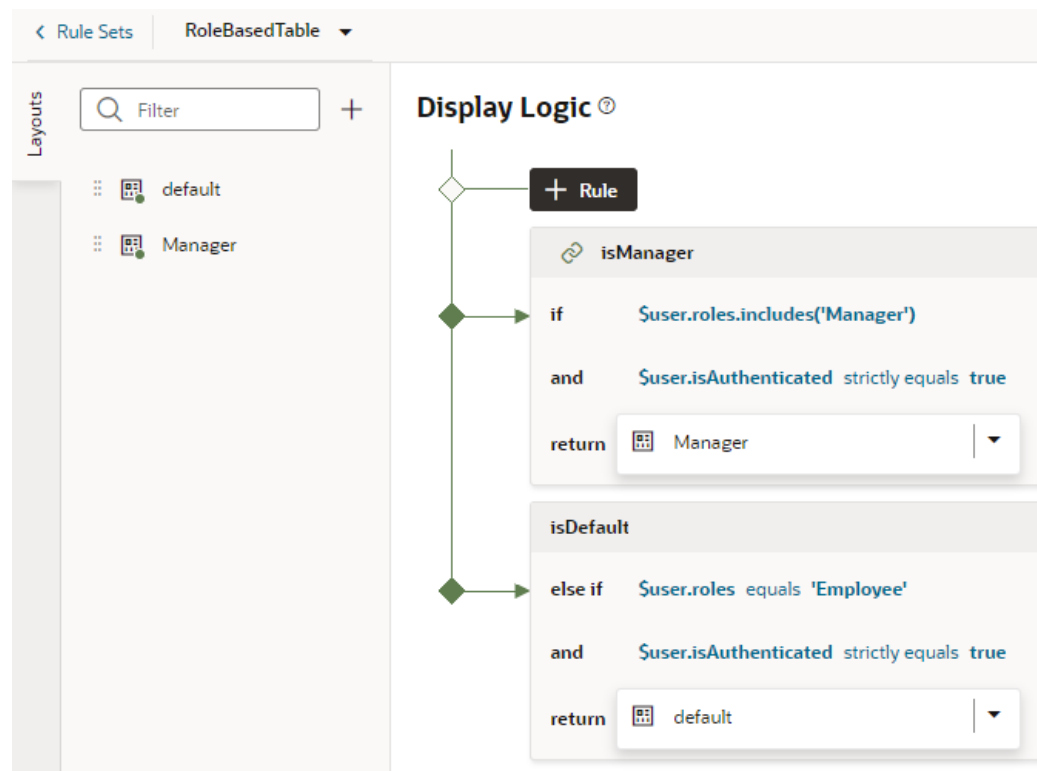 Rule Sets RoleBasedTable
Layouts
Filter
default
Manager
Display Logic
+ Rule
isManager
if $user.roles.includes('Manager')
and $user.isAuthenticated strictly equals true
return Manager
isDefault
else if $user.roles equals 'Employee'
and $user.isAuthenticated strictly equals true
return default